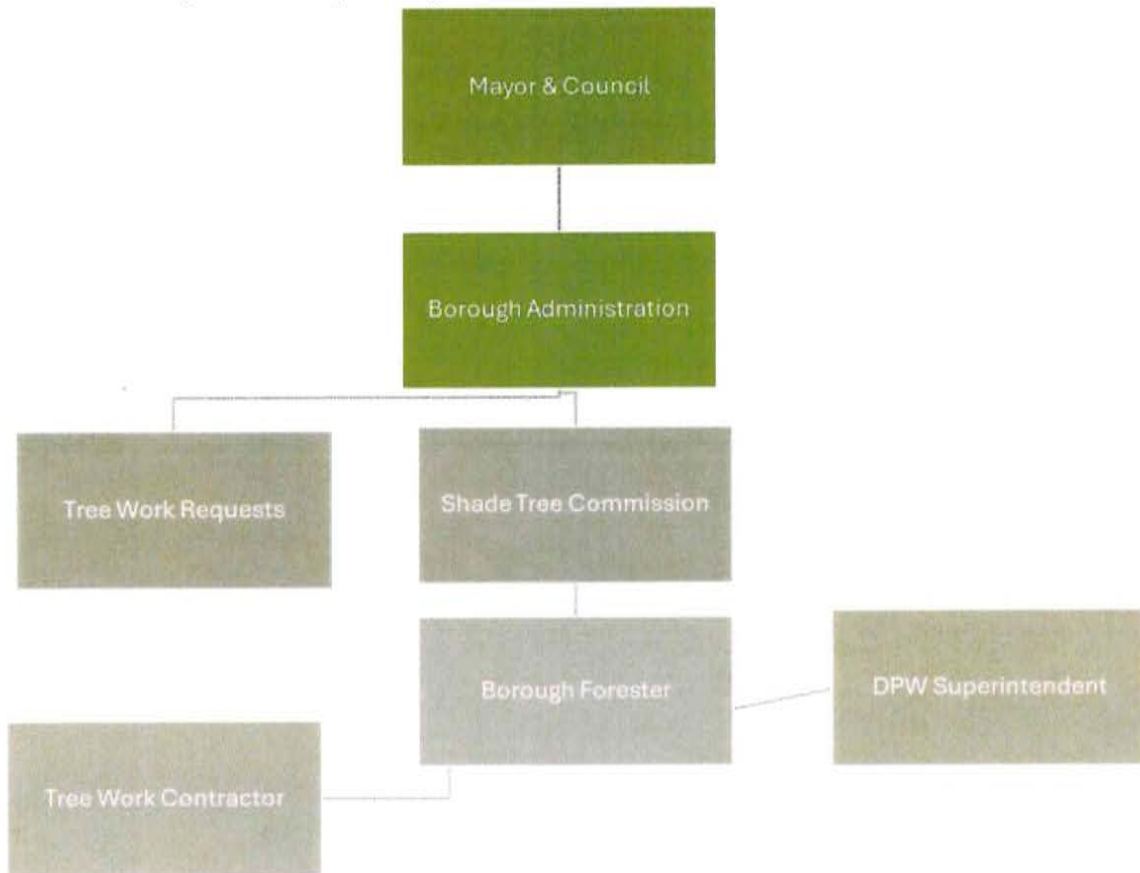 Mayor & Council
Borough Administration
Tree Work Requests
Shade Tree Commission
Borough Forester
DPW Superintendent
Tree Work Contractor